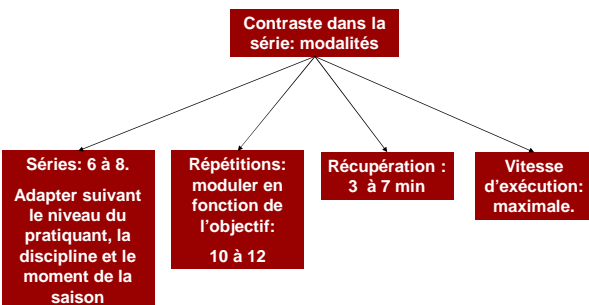 Contraste dans la
série: modalités
Séries: 6 à 8.
Adapter suivant
le niveau du
pratiquant, la
discipline et le
moment de la
saison
Répétitions:
moduler en
fonction de
l’objectif:
10 à 12
Récupération :
3 à 7 min
Vitesse
d’exécution:
maximale.